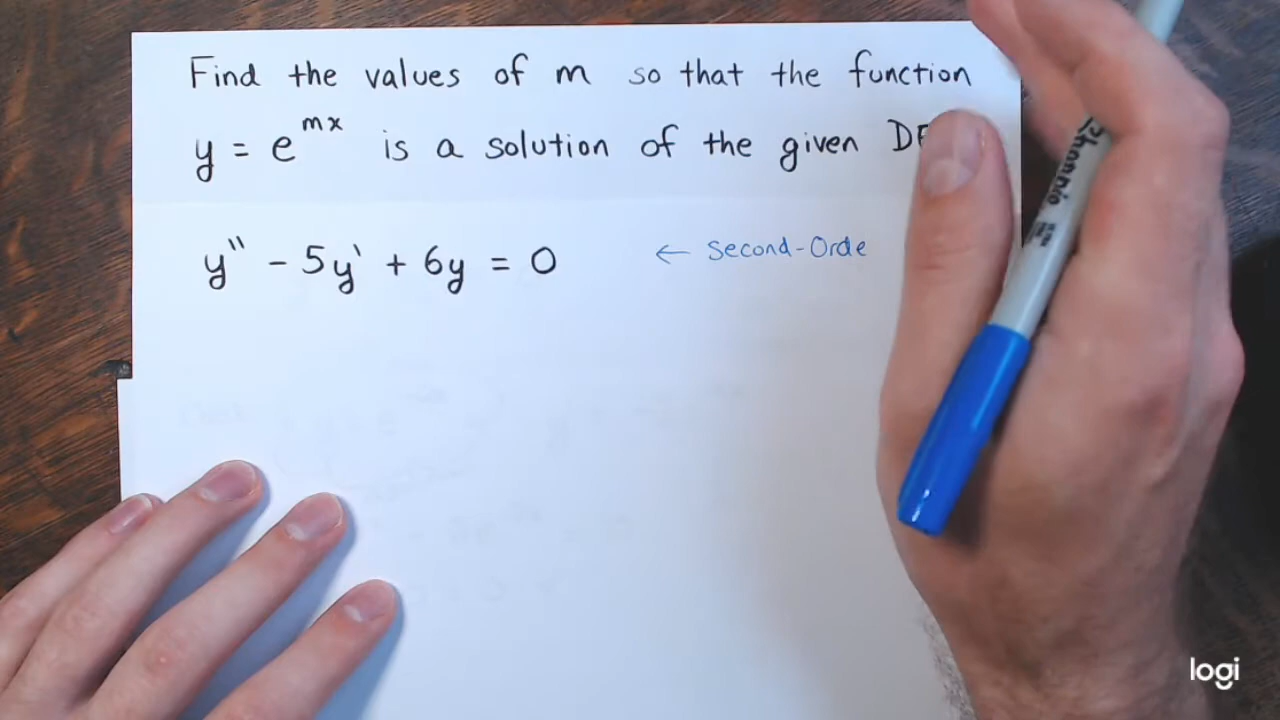 Find the values of m so that the function
y = e^{mx} is a solution of the given
y'' - 5y' + 6y = 0 ← Second-Orde
logi